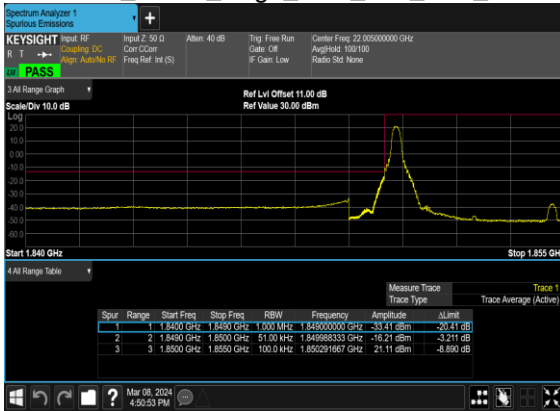 Spectrum Analyzer 1
Spurious Emissions
+
KEYSIGHT Input: RF Input Z: 50 Ω Atten: 40 dB Trig: Free Run Center Freq: 22.005000000 GHz
R T Coupling: DC Corr CCorr Gate: Off Avg|Hold: 100/100
Align: Auto/No RF Freq Ref: Int (S) IF Gain: Low Radio Std: None
LXI PASS
3 All Range Graph
Ref Lvl Offset 11.00 dB
Scale/Div 10.0 dB Ref Value 30.00 dBm
Log
20.0
10.0
0.00
-10.0
-20.0
-30.0
-40.0
-50.0
-60.0
Start 1.840 GHz Stop 1.855 GH
4 All Range Table
Measure Trace Trace 1
Trace Type Trace Average (Active)
Spur Range Start Freq Stop Freq RBW Frequency Amplitude ΔLimit
1 1 1.8400 GHz 1.8490 GHz 1.000 MHz 1.849000000 GHz -33.41 dBm -20.41 dB
2 2 1.8490 GHz 1.8500 GHz 51.00 kHz 1.849988333 GHz -16.21 dBm -3.211 dB
3 3 1.8500 GHz 1.8550 GHz 100.0 kHz 1.850291667 GHz 21.11 dBm -8.890 dB
? Mar 08, 2024
4:50:53 PM